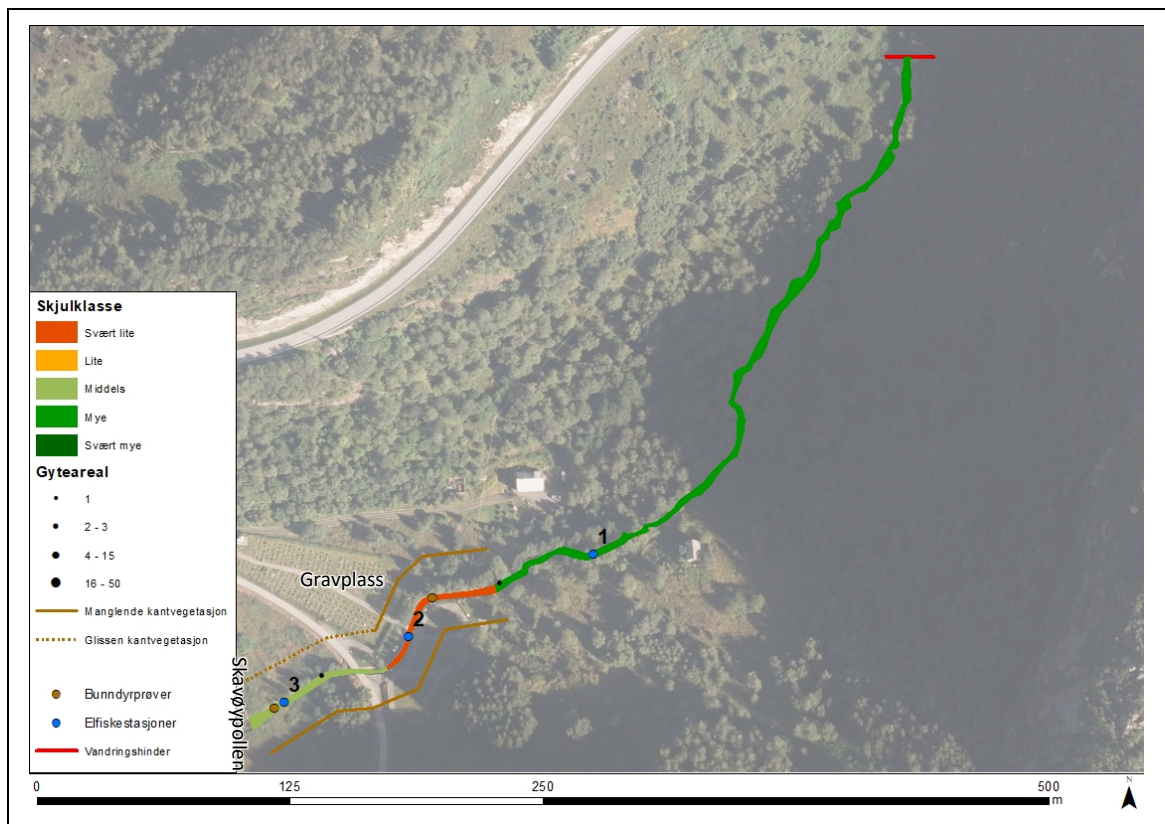 Skjulklasse
Svært lite
Lite
Middels
Mye
Svært mye
Gyteareal
1
2 - 3
4 - 15
16 - 50
Manglende kantvegetasjon
Glissen kantvegetasjon
Bunndyrprøver
Elfiskestasjoner
Vandringshinder
1
Gravplass
2
3
Skavøypollen
0 125 250 500
m
N